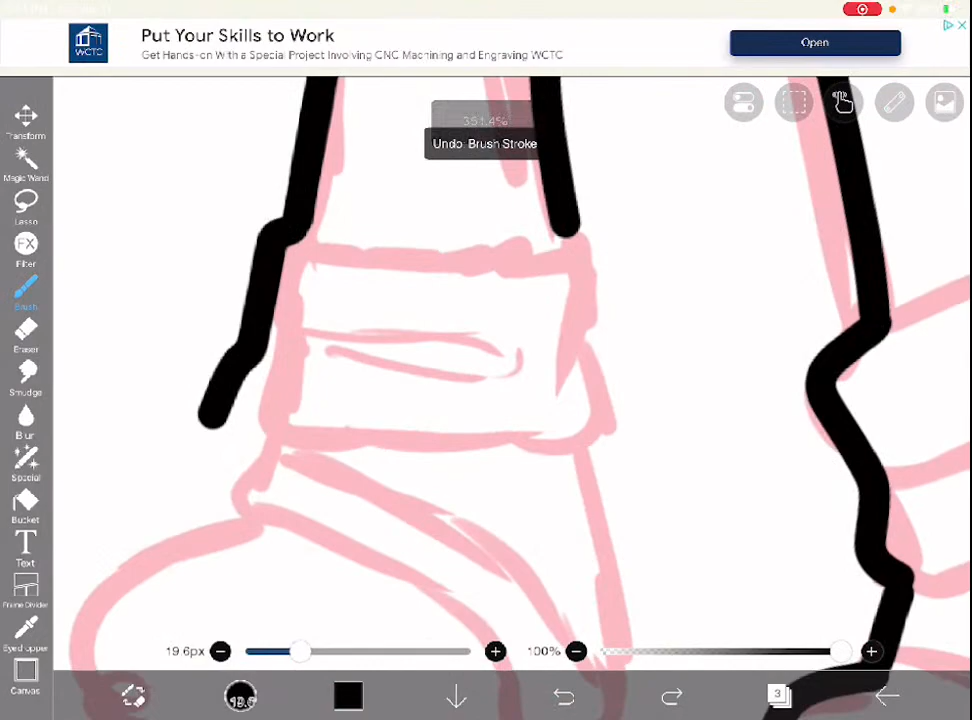 Put Your Skills to Work
Get Hands-on With a Special Project Involving CNC Machining and Engraving WCTC
Open
WCTC
351.4%
Undo: Brush Stroke
Transform
Magic Wand
Lasso
FX
Filter
Brush
Eraser
Smudge
Blur
Special
Bucket
T
Text
Frame Divider
Eyedropper
Canvas
19.6px
100%
3